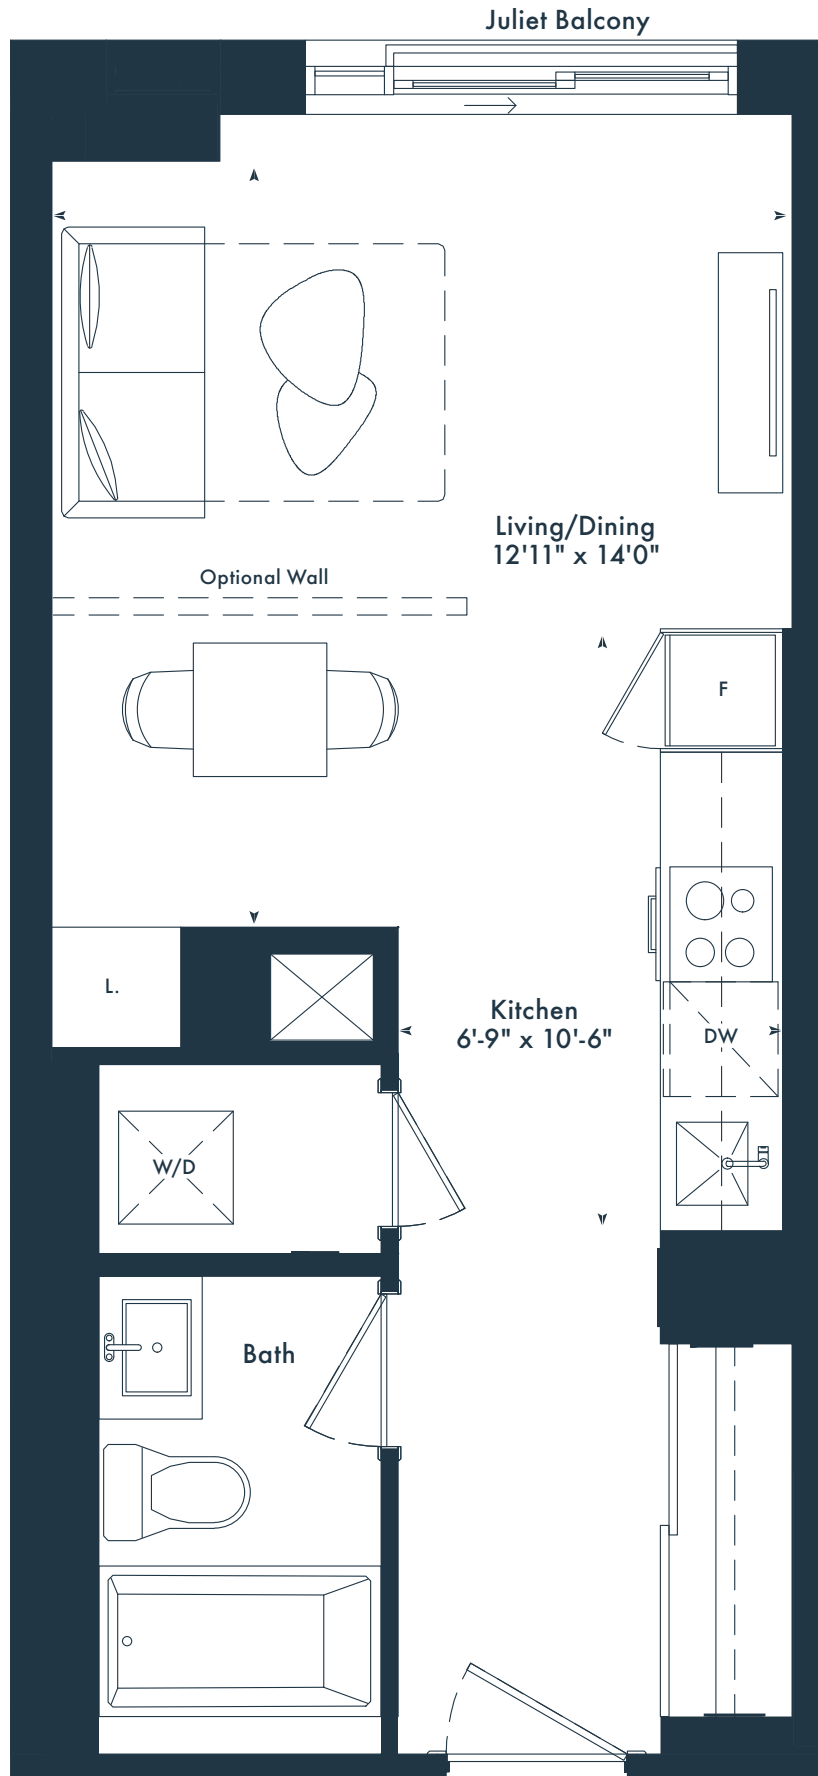 Juliet Balcony
Living/Dining
12'11" x 14'0"
Optional Wall
F
L.
Kitchen
6'-9" x 10'-6"
DW
W/D
Bath